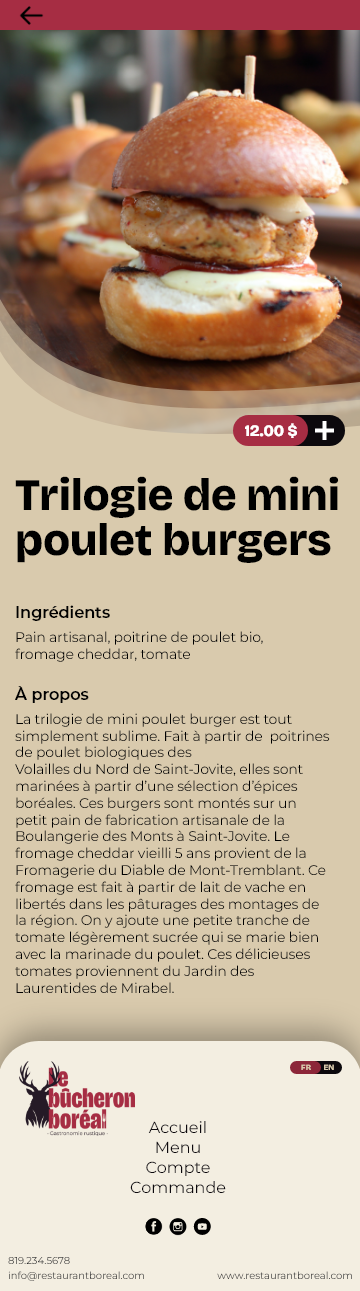 12.00 $
Trilogie de mini
poulet burgers
Ingrédients
Pain artisanal, poitrine de poulet bio,
fromage cheddar, tomate
À propos
La trilogie de mini poulet burger est tout
simplement sublime. Fait à partir de  poitrines
de poulet biologiques des
Volailles du Nord de Saint-Jovite, elles sont
marinées à partir d'une sélection d'épices
boréales. Ces burgers sont montés sur un
petit pain de fabrication artisanale de la
Boulangerie des Monts à Saint-Jovite. Le
fromage cheddar vieilli 5 ans provient de la
Fromagerie du Diable de Mont-Tremblant. Ce
fromage est fait à partir de lait de vache en
libertés dans les pâturages des montages de
la région. On y ajoute une petite tranche de
tomate légèrement sucrée qui se marie bien
avec la marinade du poulet. Ces délicieuses
tomates proviennent du Jardin des
Laurentides de Mirabel.
le
bûcheron
boréal
- Gastronomie rustique -
FR EN
Accueil
Menu
Compte
Commande
819.234.5678
info@restaurantboreal.com
www.restaurantboreal.com